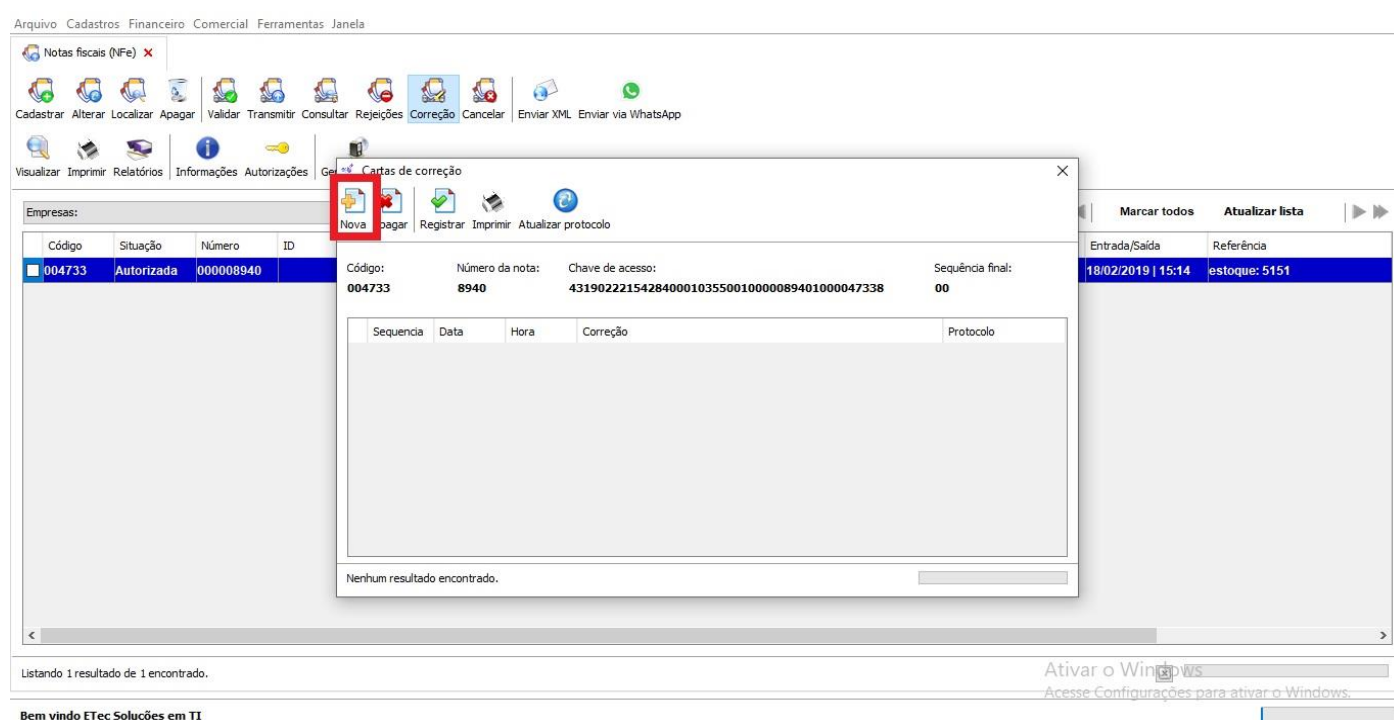 Arquivo Cadastros Financeiro Comercial Ferramentas Janela
Notas fiscais (NFe)
Cadastrar Alterar Localizar Apagar Validar Transmitir Consultar Rejeições Correção Cancelar Enviar XML Enviar via WhatsApp
Visualizar Imprimir Relatórios Informações Autorizações
Cartas de correção
Nova Registrar Imprimir Atualizar protocolo
Empresas:
Marcar todos Atualizar lista
Código Situação Número ID Entrada/Saída Referência
004733 Autorizada 000008940 18/02/2019 | 15:14 estoque: 5151
Código: Número da nota: Chave de acesso: Sequência final:
004733 8940 43190222154284000103550010000089401000047338 00
Sequencia Data Hora Correção Protocolo
Nenhum resultado encontrado.
Listando 1 resultado de 1 encontrado.
Ativar o Windows
Acesse Configurações para ativar o Windows.
Bem vindo ETec Soluções em TI